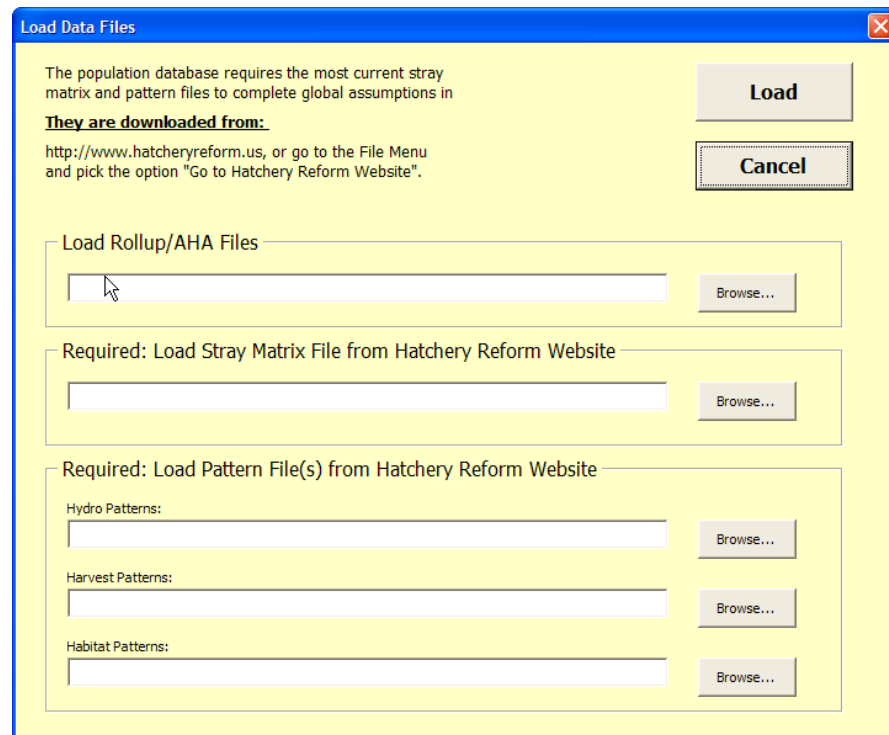 Load Data Files
The population database requires the most current stray
matrix and pattern files to complete global assumptions in
They are downloaded from:
http://www.hatcheryreform.us, or go to the File Menu
and pick the option "Go to Hatchery Reform Website".
Load
Cancel
Load Rollup/AHA Files
Browse...
Required: Load Stray Matrix File from Hatchery Reform Website
Browse...
Required: Load Pattern File(s) from Hatchery Reform Website
Hydro Patterns:
Browse...
Harvest Patterns:
Browse...
Habitat Patterns:
Browse...